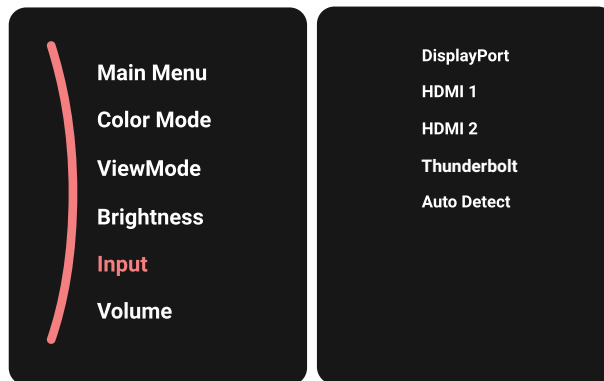 Main Menu
Color Mode
ViewMode
Brightness
Input
Volume
DisplayPort
HDMI 1
HDMI 2
Thunderbolt
Auto Detect